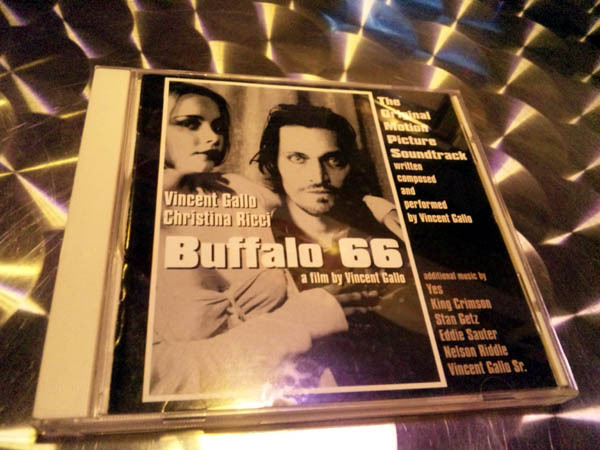 The
Original
Motion
Picture
Soundtrack
written
composed
and
performed
by Vincent Gallo
Vincent Gallo
Christina Ricci
Buffalo 66
a film by Vincent Gallo
additional music by
Yes
King Crimson
Stan Getz
Eddie Sauter
Nelson Riddle
Vincent Gallo Sr.